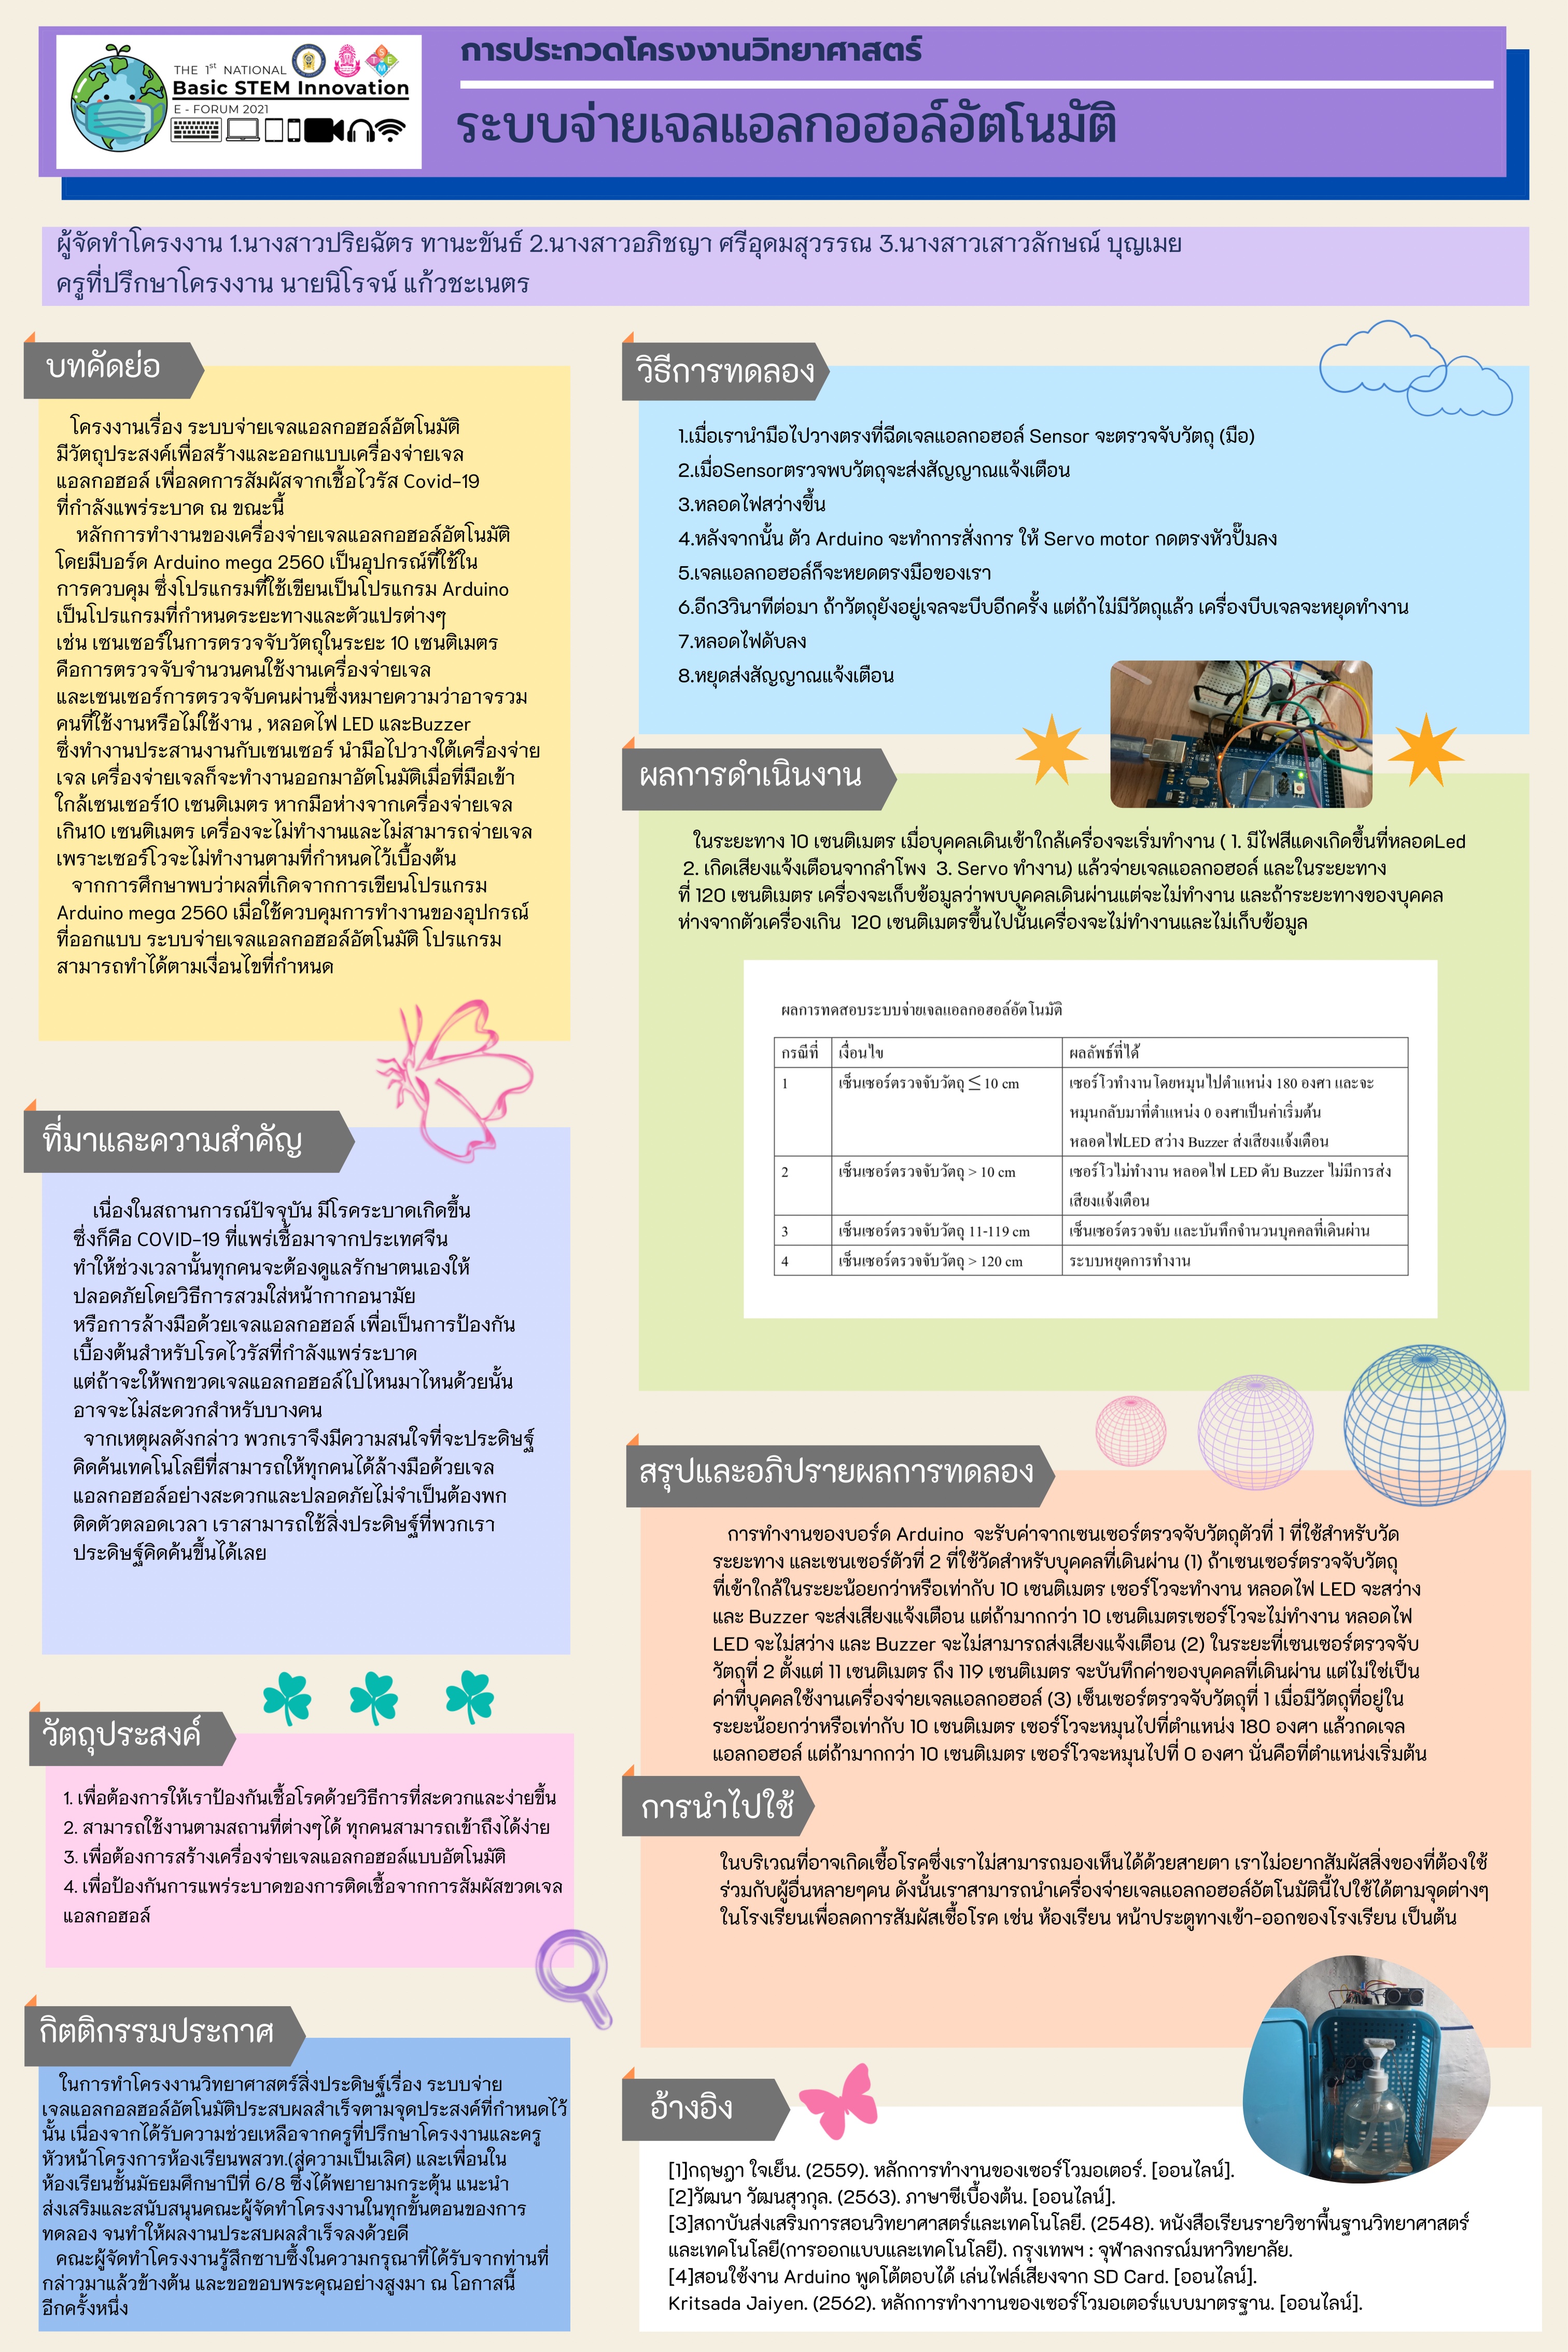 THE 1st NATIONAL
Basic STEM Innovation
E - FORUM 2021
การประกวดโครงงานวิทยาศาสตร์
ระบบจ่ายเจลแอลกอฮอล์อัตโนมัติ
ผู้จัดทำโครงงาน 1.นางสาวปริยฉัตร ทานะขันธ์ 2.นางสาวอภิชญา ศรีอุดมสุวรรณ 3.นางสาวเสาวลักษณ์ บุญเมย
ครูที่ปรึกษาโครงงาน นายนิโรจน์ แก้วชะเนตร
บทคัดย่อ
โครงงานเรื่อง ระบบจ่ายเจลแอลกอฮอล์อัตโนมัติ
มีวัตถุประสงค์เพื่อสร้างและออกแบบเครื่องจ่ายเจล
แอลกอฮอล์ เพื่อลดการสัมผัสจากเชื้อไวรัส Covid-19
ที่กำลังแพร่ระบาด ณ ขณะนี้
หลักการทำงานของเครื่องจ่ายเจลแอลกอฮอล์อัตโนมัติ
โดยมีบอร์ด Arduino mega 2560 เป็นอุปกรณ์ที่ใช้ใน
การควบคุม ซึ่งโปรแกรมที่ใช้เขียนเป็นโปรแกรม Arduino
เป็นโปรแกรมที่กำหนดระยะทางและตัวแปรต่างๆ
เช่น เซนเซอร์ในการตรวจจับวัตถุในระยะ 10 เซนติเมตร
คือการตรวจจับจำนวนคนใช้งานเครื่องจ่ายเจล
และเซนเซอร์การตรวจจับคนผ่านซึ่งหมายความว่าอาจรวม
คนที่ใช้งานหรือไม่ใช้งาน , หลอดไฟ LED และBuzzer
ซึ่งทำงานประสานงานกับเซนเซอร์ นำมือไปวางใต้เครื่องจ่าย
เจล เครื่องจ่ายเจลก็จะทำงานออกมาอัตโนมัติเมื่อที่มือเข้า
ใกล้เซนเซอร์10 เซนติเมตร หากมือห่างจากเครื่องจ่ายเจล
เกิน10 เซนติเมตร เครื่องจะไม่ทำงานและไม่สามารถจ่ายเจล
เพราะเซอร์โวจะไม่ทำงานตามที่กำหนดไว้เบื้องต้น
จากการศึกษาพบว่าผลที่เกิดจากการเขียนโปรแกรม
Arduino mega 2560 เมื่อใช้ควบคุมการทำงานของอุปกรณ์
ที่ออกแบบ ระบบจ่ายเจลแอลกอฮอล์อัตโนมัติ โปรแกรม
สามารถทำได้ตามเงื่อนไขที่กำหนด
ที่มาและความสำคัญ
เนื่องในสถานการณ์ปัจจุบัน มีโรคระบาดเกิดขึ้น
ซึ่งก็คือ COVID-19 ที่แพร่เชื้อมาจากประเทศจีน
ทำให้ช่วงเวลานั้นทุกคนจะต้องดูแลรักษาตนเองให้
ปลอดภัยโดยวิธีการสวมใส่หน้ากากอนามัย
หรือการล้างมือด้วยเจลแอลกอฮอล์ เพื่อเป็นการป้องกัน
เบื้องต้นสำหรับโรคไวรัสที่กำลังแพร่ระบาด
แต่ถ้าจะให้พกขวดเจลแอลกอฮอล์ไปไหนมาไหนด้วยนั้น
อาจจะไม่สะดวกสำหรับบางคน
จากเหตุผลดังกล่าว พวกเราจึงมีความสนใจที่จะประดิษฐ์
คิดค้นเทคโนโลยีที่สามารถให้ทุกคนได้ล้างมือด้วยเจล
แอลกอฮอล์อย่างสะดวกและปลอดภัยไม่จำเป็นต้องพก
ติดตัวตลอดเวลา เราสามารถใช้สิ่งประดิษฐ์ที่พวกเรา
ประดิษฐ์คิดค้นขึ้นได้เลย
วัตถุประสงค์
1. เพื่อต้องการให้เราป้องกันเชื้อโรคด้วยวิธีการที่สะดวกและง่ายขึ้น
2. สามารถใช้งานตามสถานที่ต่างๆได้ ทุกคนสามารถเข้าถึงได้ง่าย
3. เพื่อต้องการสร้างเครื่องจ่ายเจลแอลกอฮอล์แบบอัตโนมัติ
4. เพื่อป้องกันการแพร่ระบาดของการติดเชื้อจากการสัมผัสขวดเจล
แอลกอฮอล์
กิตติกรรมประกาศ
ในการทำโครงงานวิทยาศาสตร์สิ่งประดิษฐ์เรื่อง ระบบจ่าย
เจลแอลกอลฮอล์อัตโนมัติประสบผลสำเร็จตามจุดประสงค์ที่กำหนดไว้
นั้น เนื่องจากได้รับความช่วยเหลือจากครูที่ปรึกษาโครงงานและครู
หัวหน้าโครงการห้องเรียนพสวท.(สู่ความเป็นเลิศ) และเพื่อนใน
ห้องเรียนชั้นมัธยมศึกษาปีที่ 6/8 ซึ่งได้พยายามกระตุ้น แนะนำ
ส่งเสริมและสนับสนุนคณะผู้จัดทำโครงงานในทุกขั้นตอนของการ
ทดลอง จนทำให้ผลงานประสบผลสำเร็จลงด้วยดี
คณะผู้จัดทำโครงงานรู้สึกซาบซึ้งในความกรุณาที่ได้รับจากท่านที่
กล่าวมาแล้วข้างต้น และขอขอบพระคุณอย่างสูงมา ณ โอกาสนี้
อีกครั้งหนึ่ง
วิธีการทดลอง
1.เมื่อเรานำมือไปวางตรงที่ฉีดเจลแอลกอฮอล์ Sensor จะตรวจจับวัตถุ (มือ)
2.เมื่อSensorตรวจพบวัตถุจะส่งสัญญาณแจ้งเตือน
3.หลอดไฟสว่างขึ้น
4.หลังจากนั้น ตัว Arduino จะทำการสั่งการ ให้ Servo motor กดตรงหัวปั๊มลง
5.เจลแอลกอฮอล์ก็จะหยดตรงมือของเรา
6.อีก3วินาทีต่อมา ถ้าวัตถุยังอยู่เจลจะบีบอีกครั้ง แต่ถ้าไม่มีวัตถุแล้ว เครื่องบีบเจลจะหยุดทำงาน
7.หลอดไฟดับลง
8.หยุดส่งสัญญาณแจ้งเตือน
ผลการดำเนินงาน
ในระยะทาง 10 เซนติเมตร เมื่อบุคคลเดินเข้าใกล้เครื่องจะเริ่มทำงาน ( 1. มีไฟสีแดงเกิดขึ้นที่หลอดLed
2. เกิดเสียงแจ้งเตือนจากลำโพง 3. Servo ทำงาน) แล้วจ่ายเจลแอลกอฮอล์ และในระยะทาง
ที่ 120 เซนติเมตร เครื่องจะเก็บข้อมูลว่าพบบุคคลเดินผ่านแต่จะไม่ทำงาน และถ้าระยะทางของบุคคล
ห่างจากตัวเครื่องเกิน 120 เซนติเมตรขึ้นไปนั้นเครื่องจะไม่ทำงานและไม่เก็บข้อมูล
ผลการทดสอบระบบจ่ายเจลแอลกอฮอล์อัตโนมัติ
กรณีที่ เงื่อนไข ผลลัพธ์ที่ได้
1 เซ็นเซอร์ตรวจจับวัตถุ ≤ 10 cm เซอร์โวทำงานโดยหมุนไปตำแหน่ง 180 องศา และจะ
หมุนกลับมาที่ตำแหน่ง 0 องศาเป็นค่าเริ่มต้น
หลอดไฟLED สว่าง Buzzer ส่งเสียงแจ้งเตือน
2 เซ็นเซอร์ตรวจจับวัตถุ > 10 cm เซอร์โวไม่ทำงาน หลอดไฟ LED ดับ Buzzer ไม่มีการส่ง
เสียงแจ้งเตือน
3 เซ็นเซอร์ตรวจจับวัตถุ 11-119 cm เซ็นเซอร์ตรวจจับ และบันทึกจำนวนบุคคลที่เดินผ่าน
4 เซ็นเซอร์ตรวจจับวัตถุ > 120 cm ระบบหยุดการทำงาน
สรุปและอภิปรายผลการทดลอง
การทำงานของบอร์ด Arduino จะรับค่าจากเซนเซอร์ตรวจจับวัตถุตัวที่ 1 ที่ใช้สำหรับวัด
ระยะทาง และเซนเซอร์ตัวที่ 2 ที่ใช้วัดสำหรับบุคคลที่เดินผ่าน (1) ถ้าเซนเซอร์ตรวจจับวัตถุ
ที่เข้าใกล้ในระยะน้อยกว่าหรือเท่ากับ 10 เซนติเมตร เซอร์โวจะทำงาน หลอดไฟ LED จะสว่าง
และ Buzzer จะส่งเสียงแจ้งเตือน แต่ถ้ามากกว่า 10 เซนติเมตรเซอร์โวจะไม่ทำงาน หลอดไฟ
LED จะไม่สว่าง และ Buzzer จะไม่สามารถส่งเสียงแจ้งเตือน (2) ในระยะที่เซนเซอร์ตรวจจับ
วัตถุที่ 2 ตั้งแต่ 11 เซนติเมตร ถึง 119 เซนติเมตร จะบันทึกค่าของบุคคลที่เดินผ่าน แต่ไม่ใช่เป็น
ค่าที่บุคคลใช้งานเครื่องจ่ายเจลแอลกอฮอล์ (3) เซ็นเซอร์ตรวจจับวัตถุที่ 1 เมื่อมีวัตถุที่อยู่ใน
ระยะน้อยกว่าหรือเท่ากับ 10 เซนติเมตร เซอร์โวจะหมุนไปที่ตำแหน่ง 180 องศา แล้วกดเจล
แอลกอฮอล์ แต่ถ้ามากกว่า 10 เซนติเมตร เซอร์โวจะหมุนไปที่ 0 องศา นั่นคือที่ตำแหน่งเริ่มต้น
การนำไปใช้
ในบริเวณที่อาจเกิดเชื้อโรคซึ่งเราไม่สามารถมองเห็นได้ด้วยสายตา เราไม่อยากสัมผัสสิ่งของที่ต้องใช้
ร่วมกับผู้อื่นหลายๆคน ดังนั้นเราสามารถนำเครื่องจ่ายเจลแอลกอฮอล์อัตโนมัตินี้ไปใช้ได้ตามจุดต่างๆ
ในโรงเรียนเพื่อลดการสัมผัสเชื้อโรค เช่น ห้องเรียน หน้าประตูทางเข้า-ออกของโรงเรียน เป็นต้น
อ้างอิง
[1]กฤษฎา ใจเย็น. (2559). หลักการทำงานของเซอร์โวมอเตอร์. [ออนไลน์].
[2]วัฒนา วัฒนสุวกุล. (2563). ภาษาซีเบื้องต้น. [ออนไลน์].
[3]สถาบันส่งเสริมการสอนวิทยาศาสตร์และเทคโนโลยี. (2548). หนังสือเรียนรายวิชาพื้นฐานวิทยาศาสตร์
และเทคโนโลยี(การออกแบบและเทคโนโลยี). กรุงเทพฯ : จุฬาลงกรณ์มหาวิทยาลัย.
[4]สอนใช้งาน Arduino พูดโต้ตอบได้ เล่นไฟล์เสียงจาก SD Card. [ออนไลน์].
Kritsada Jaiyen. (2562). หลักการทำงาานของเซอร์โวมอเตอร์แบบมาตรฐาน. [ออนไลน์].